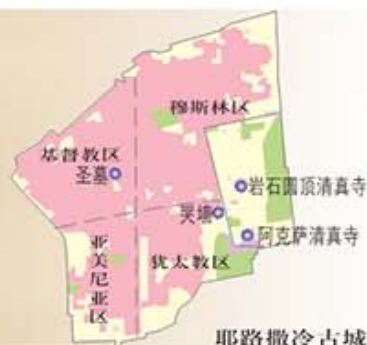 穆斯林区
基督教区
圣墓
岩石圆顶清真寺
哭墙
阿克萨清真寺
犹太教区
亚美尼亚区
耶路撒冷古城